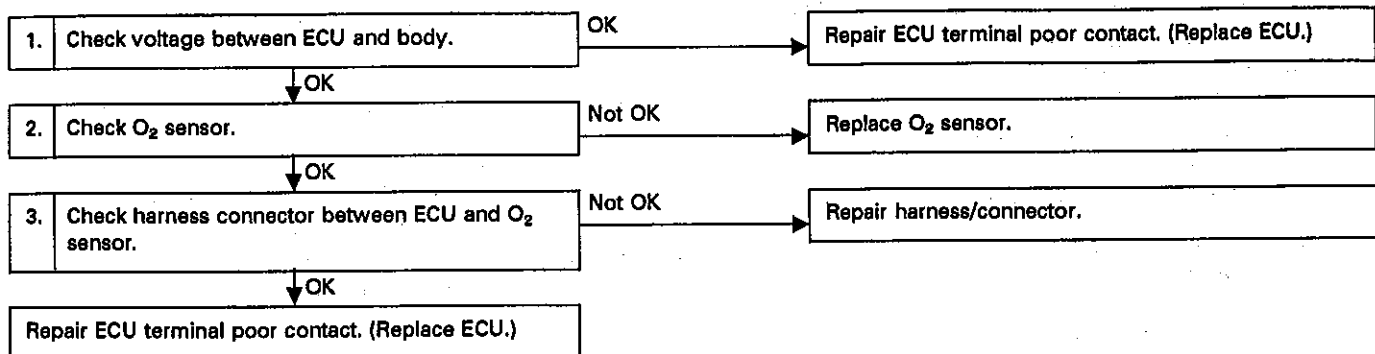 1. Check voltage between ECU and body.
OK
Repair ECU terminal poor contact. (Replace ECU.)
OK
2. Check O₂ sensor.
Not OK
Replace O₂ sensor.
OK
3. Check harness connector between ECU and O₂
sensor.
Not OK
Repair harness/connector.
OK
Repair ECU terminal poor contact. (Replace ECU.)